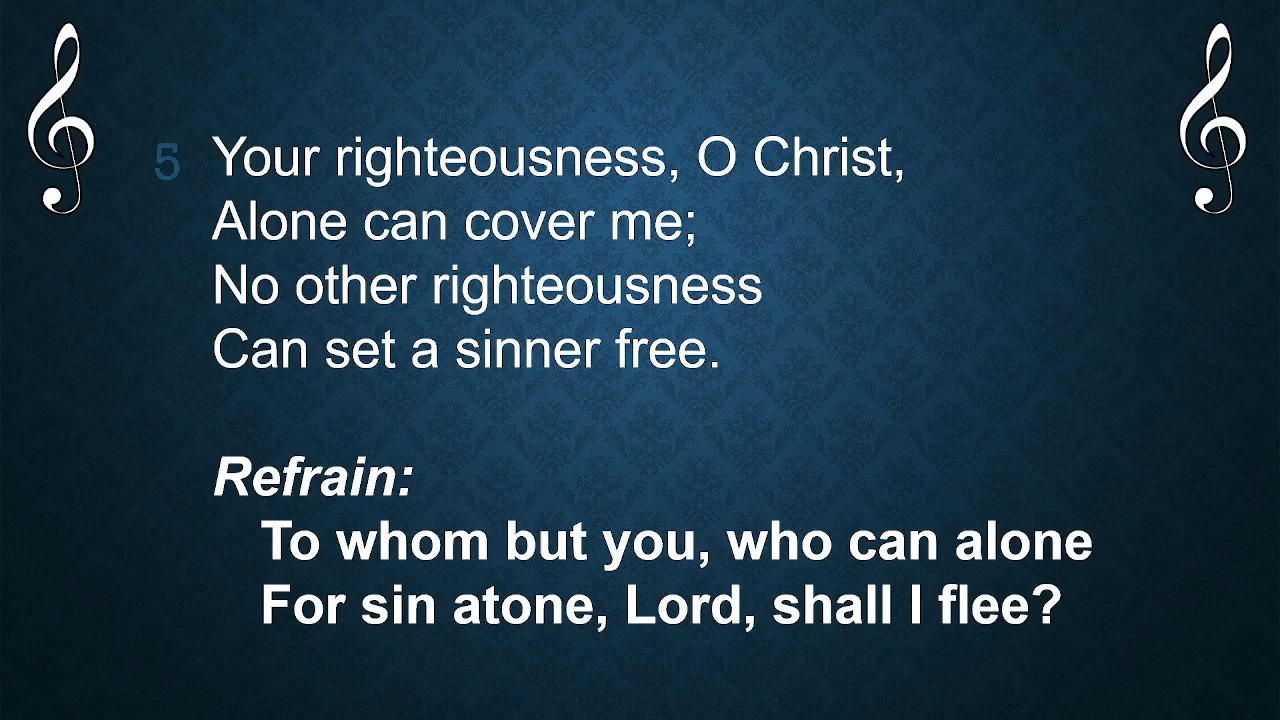 5 Your righteousness, O Christ,
Alone can cover me;
No other righteousness
Can set a sinner free.
Refrain:
To whom but you, who can alone
For sin atone, Lord, shall I flee?